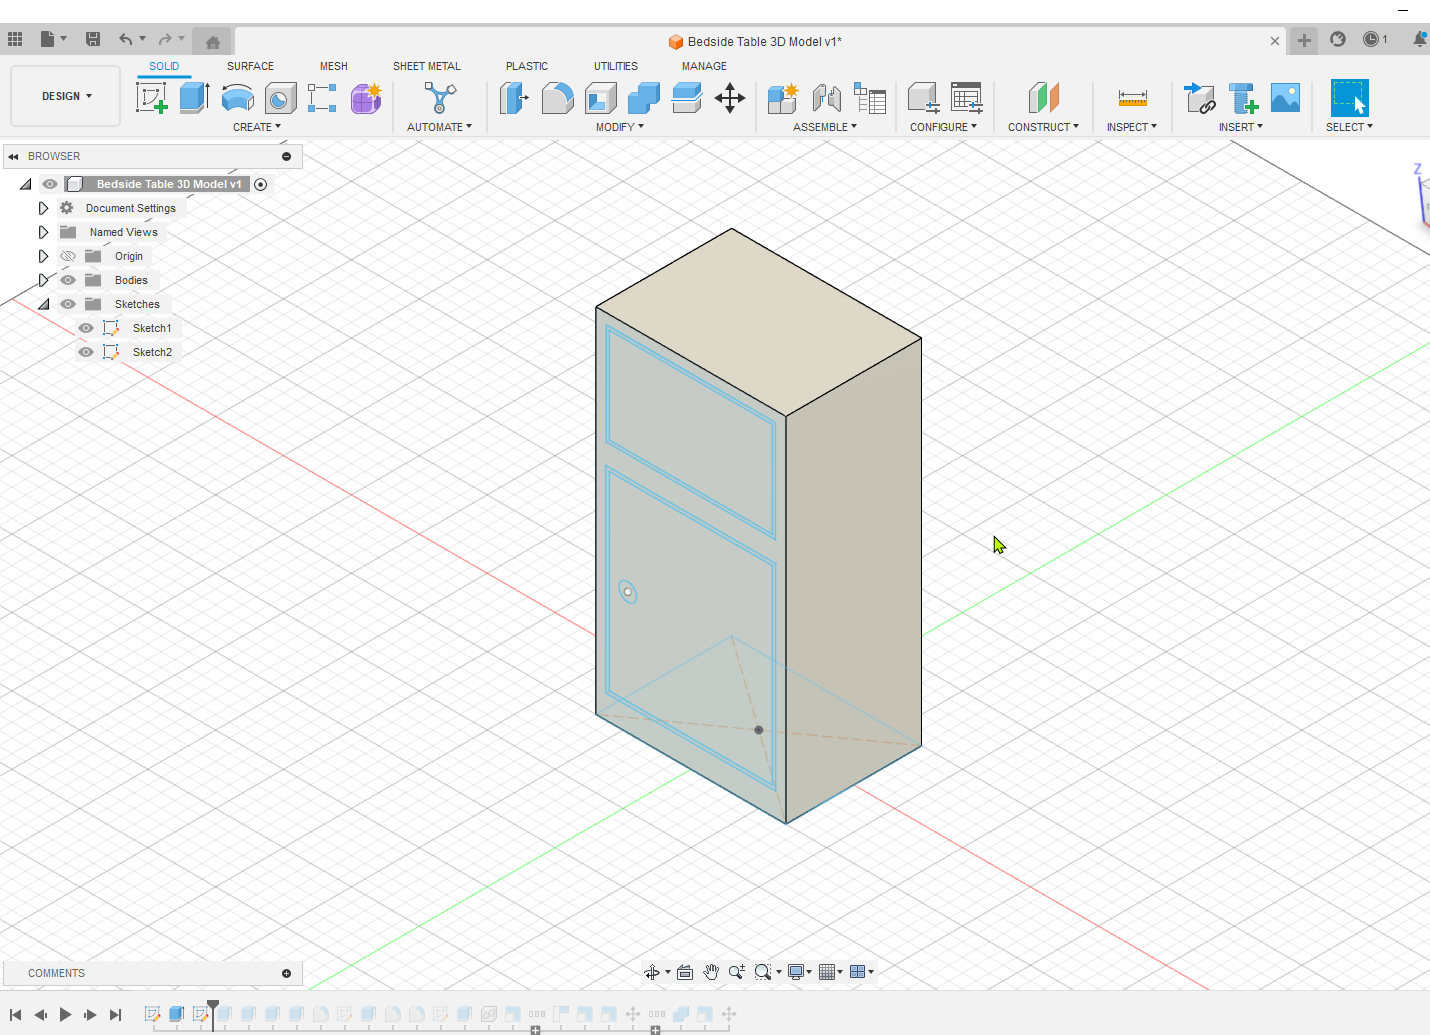 Bedside Table 3D Model v1*
1
DESIGN
SOLID
SURFACE
MESH
SHEET METAL
PLASTIC
UTILITIES
MANAGE
CREATE
AUTOMATE
MODIFY
ASSEMBLE
CONFIGURE
CONSTRUCT
INSPECT
INSERT
SELECT
BROWSER
Bedside Table 3D Model v1
Document Settings
Named Views
Origin
Bodies
Sketches
Sketch1
Sketch2
Z
COMMENTS